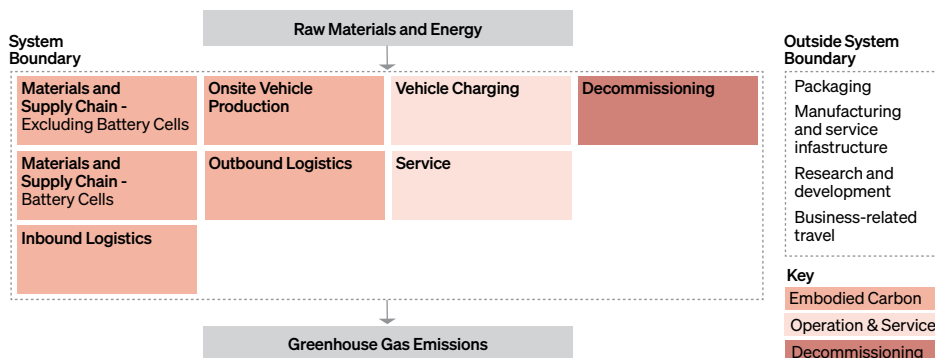 Raw Materials and Energy
System
Boundary
Materials and
Supply Chain -
Excluding Battery Cells
Onsite Vehicle
Production
Vehicle Charging
Decommissioning
Materials and
Supply Chain -
Battery Cells
Outbound Logistics
Service
Inbound Logistics
Greenhouse Gas Emissions
Outside System
Boundary
Packaging
Manufacturing
and service
infastructure
Research and
development
Business-related
travel
Key
Embodied Carbon
Operation & Service
Decommissioning